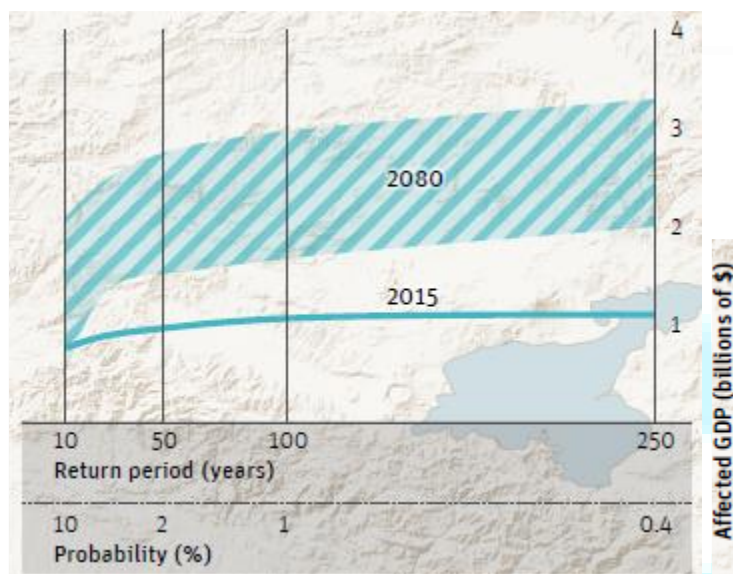 4
3
2080
2
2015
1
10 50 100 250
Return period (years)
10 2 1 0.4
Probability (%)
Affected GDP (billions of $)